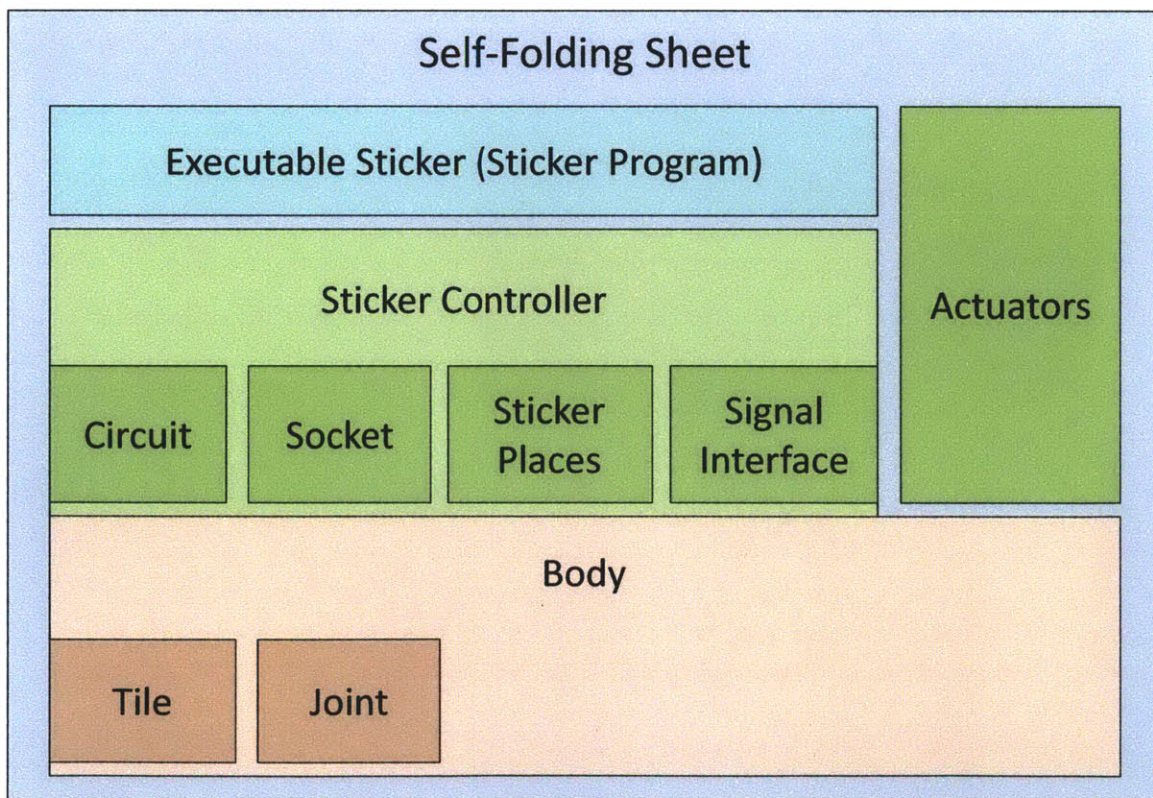 Self-Folding Sheet
Executable Sticker (Sticker Program)
Sticker Controller
Actuators
Circuit
Socket
Sticker
Places
Signal
Interface
Body
Tile
Joint